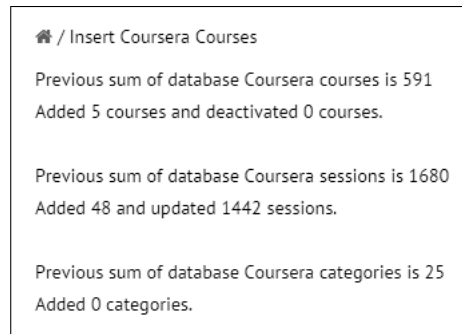 / Insert Coursera Courses
Previous sum of database Coursera courses is 591
Added 5 courses and deactivated 0 courses.
Previous sum of database Coursera sessions is 1680
Added 48 and updated 1442 sessions.
Previous sum of database Coursera categories is 25
Added 0 categories.